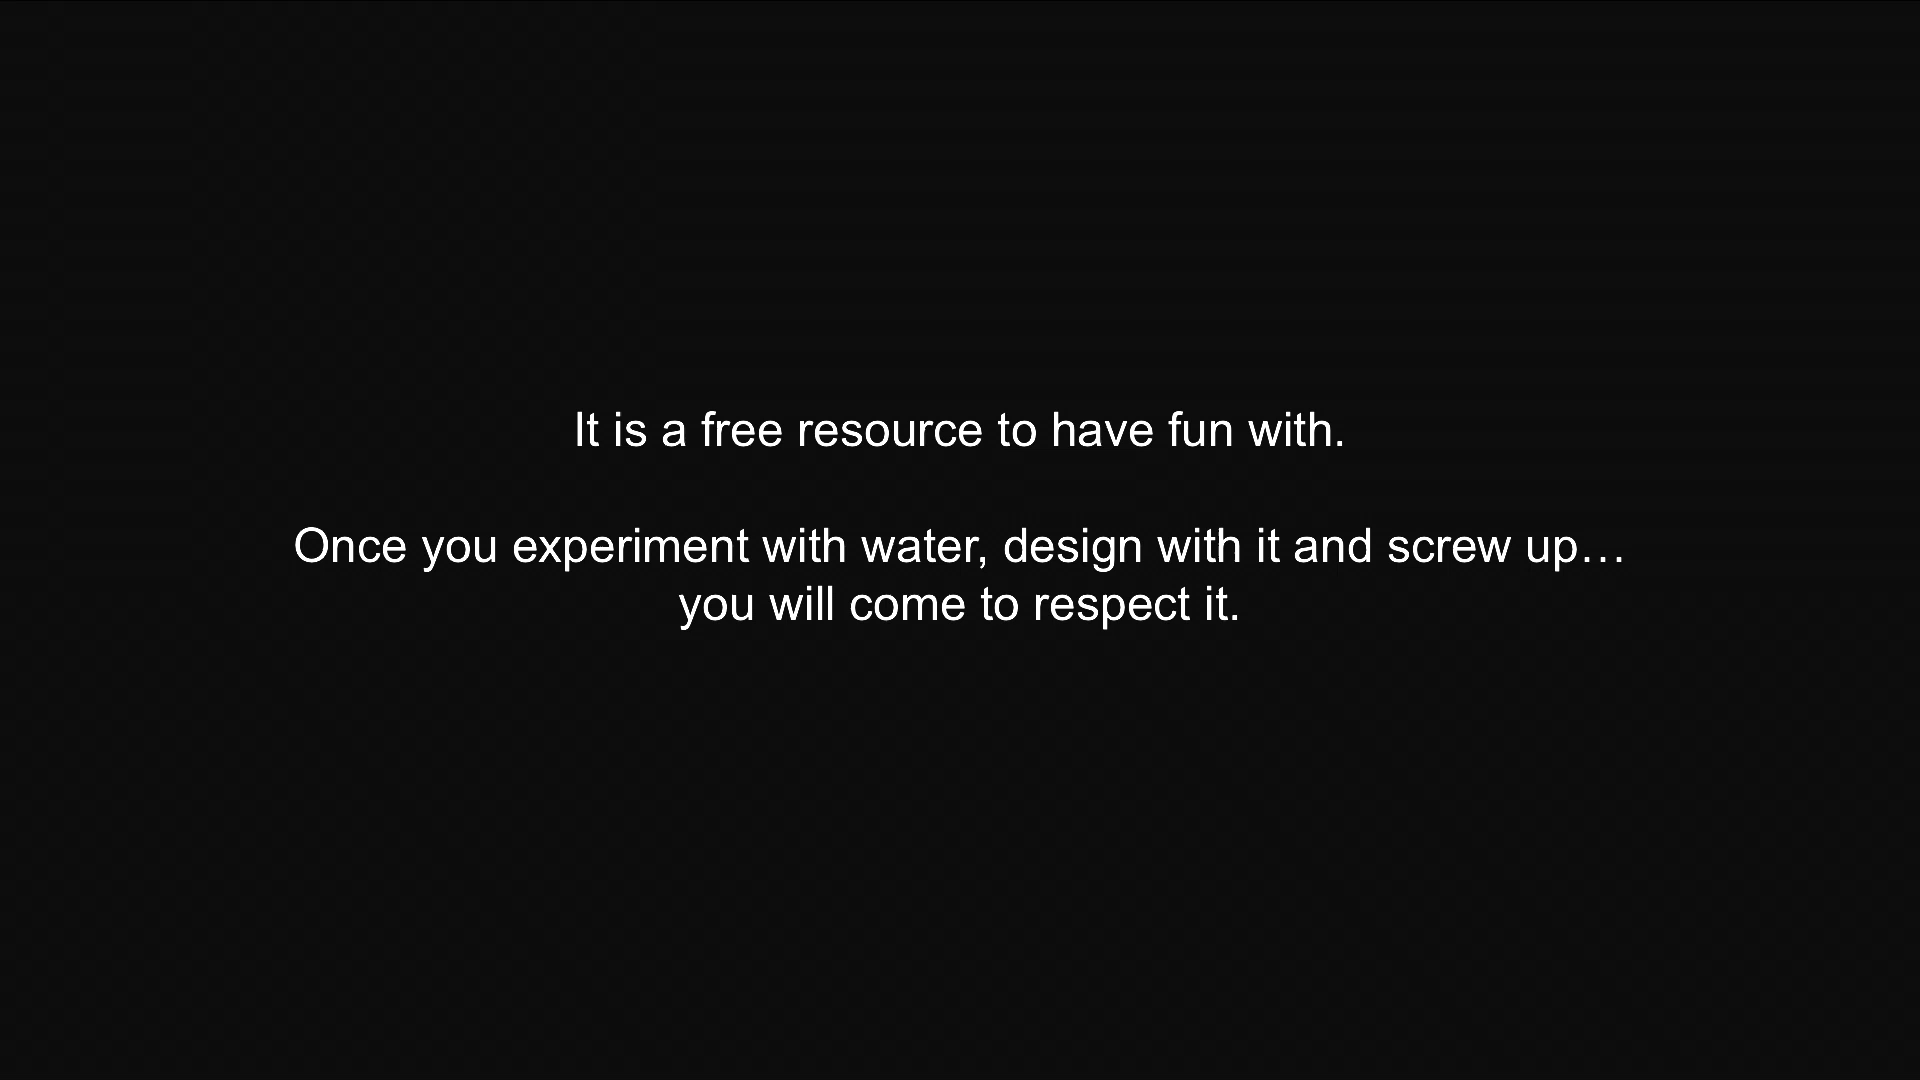 It is a free resource to have fun with.
Once you experiment with water, design with it and screw up…
you will come to respect it.